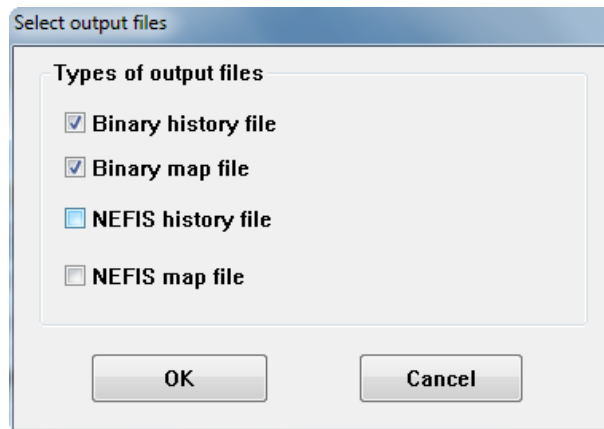 Select output files
Types of output files
Binary history file
Binary map file
NEFIS history file
NEFIS map file
OK Cancel